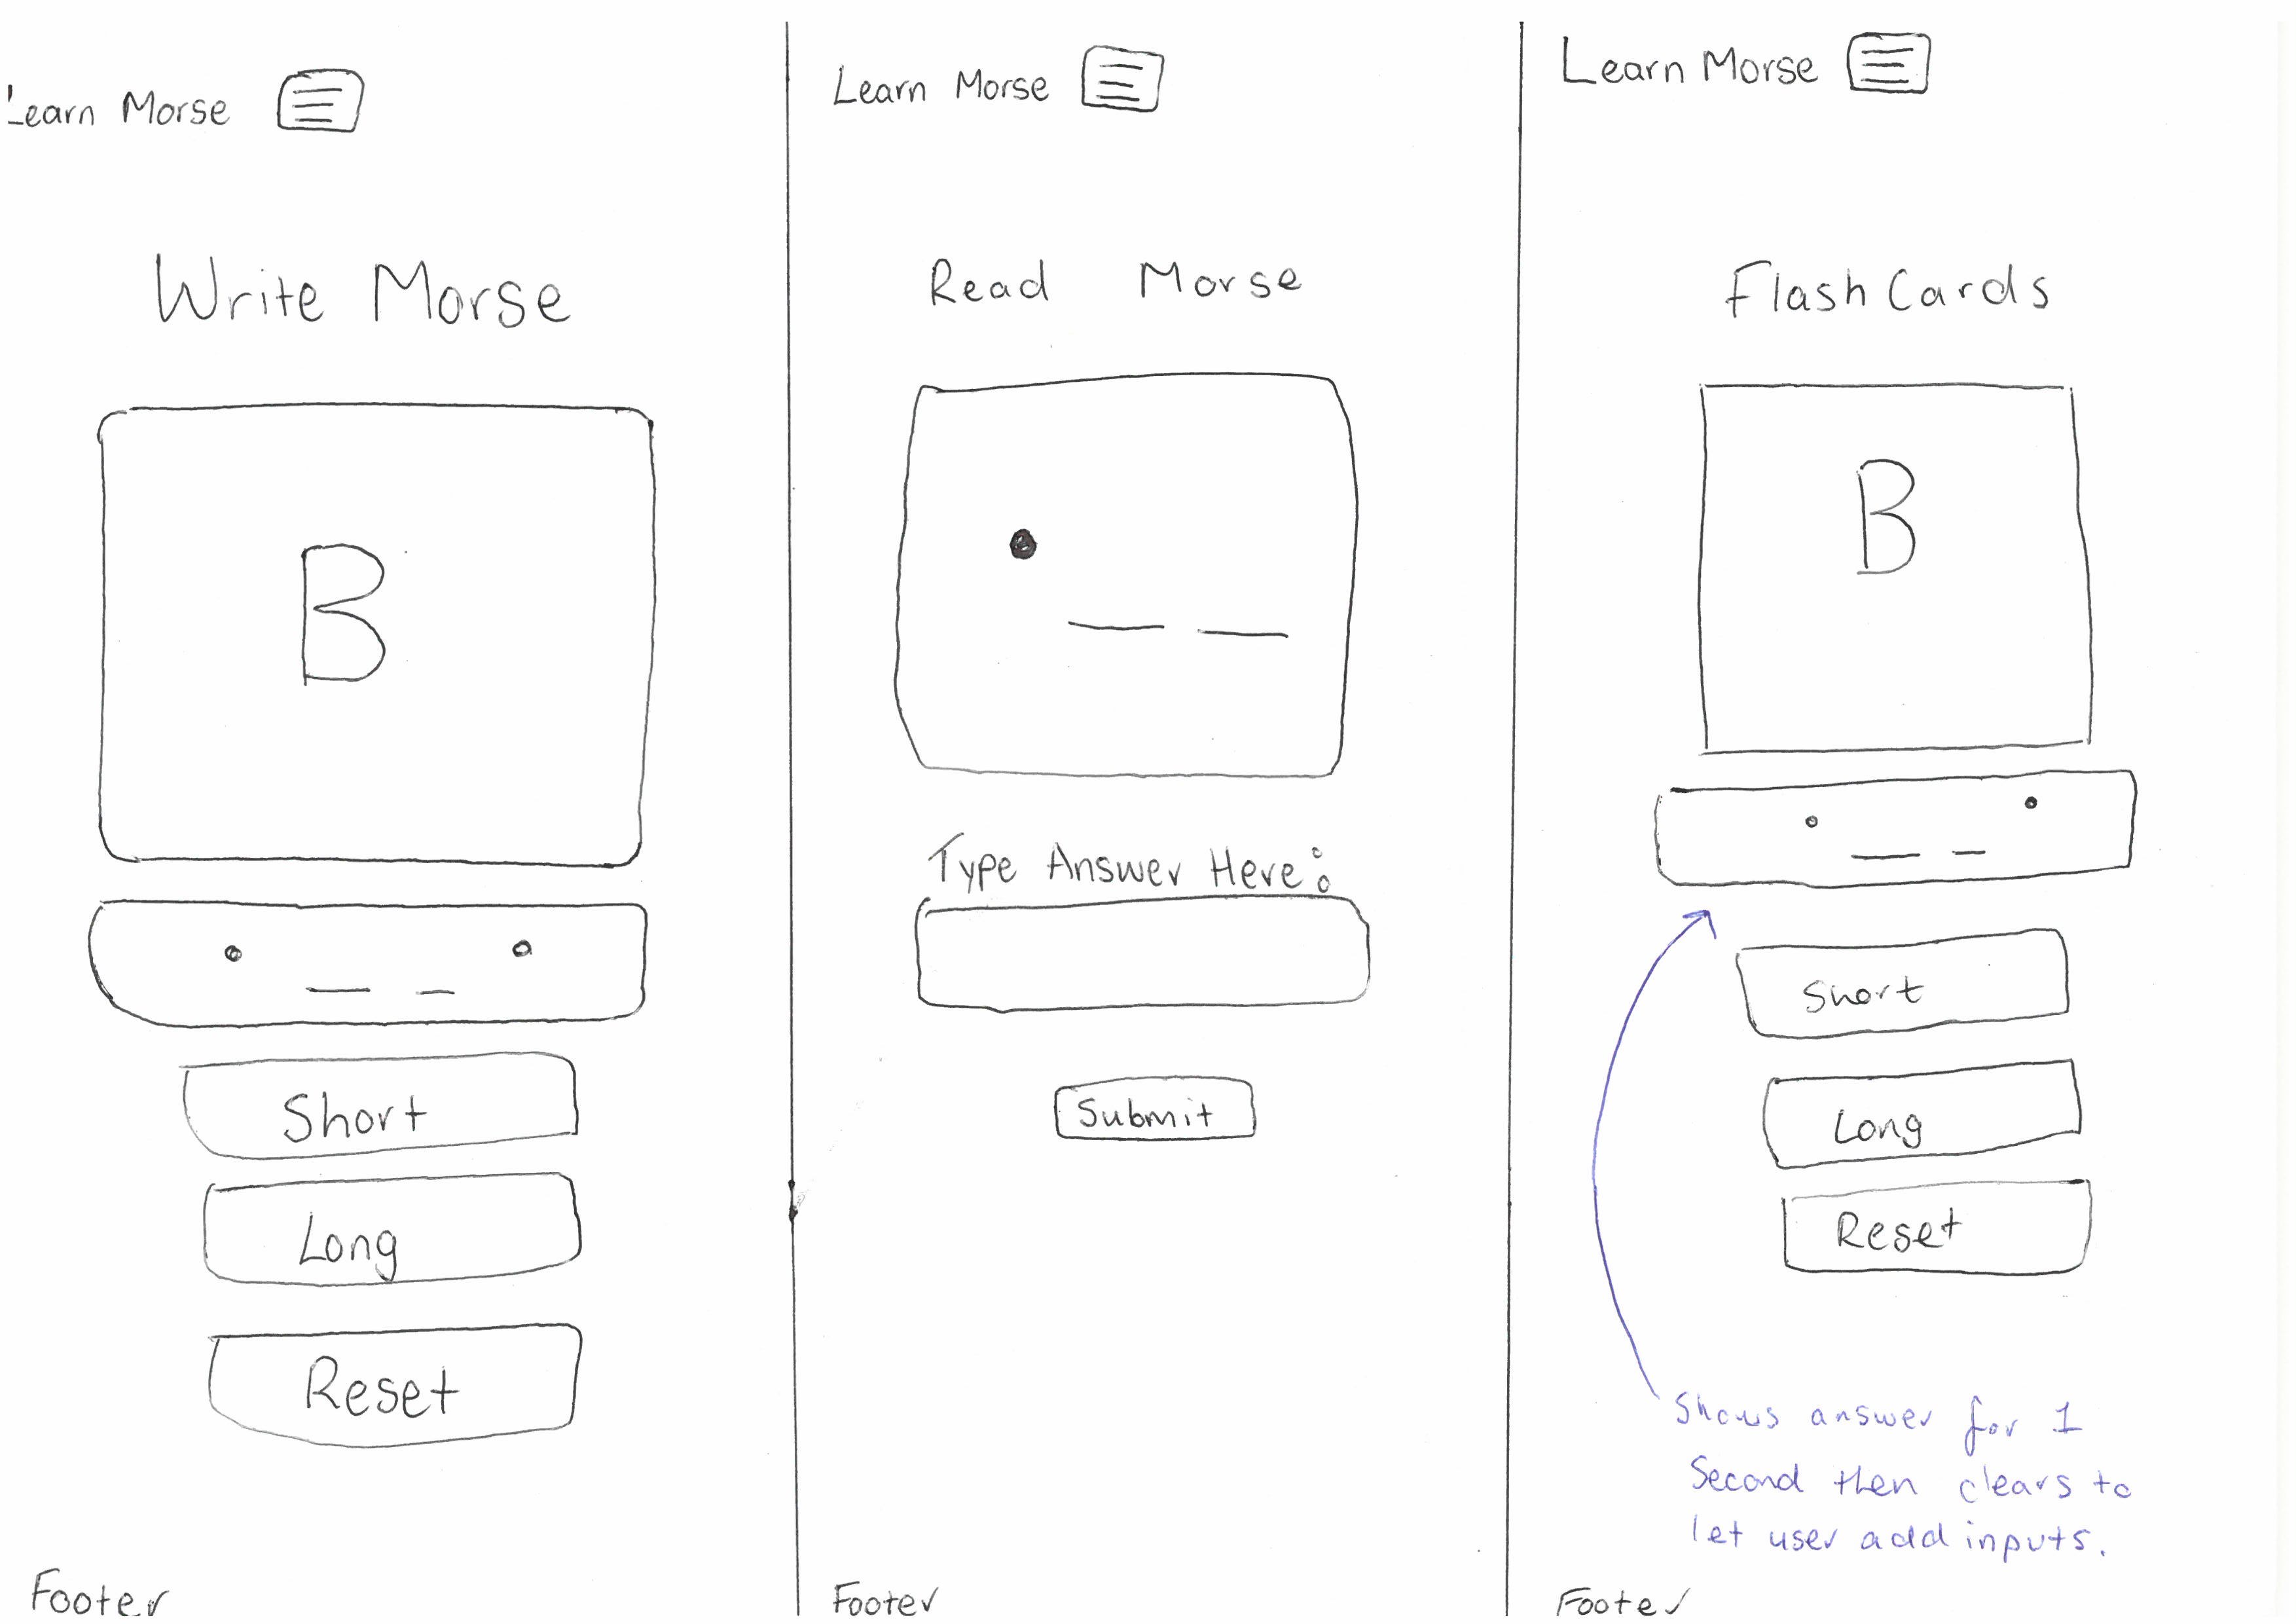 Learn Morse
Write Morse
B
Short
Long
Reset
Footer
Learn Morse
Read Morse
Type Answer Here:
Submit
Footer
Learn Morse
Flash Cards
B
Short
Long
Reset
Shows answer for 1
Second then clears to
let user add inputs.
Footer